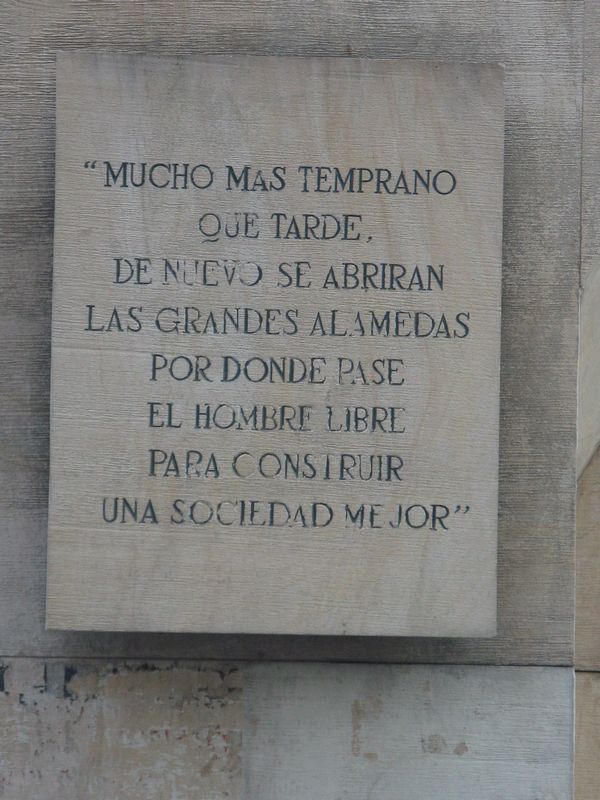 “MUCHO MAS TEMPRANO
QUE TARDE,
DE NUEVO SE ABRIRAN
LAS GRANDES ALAMEDAS
POR DONDE PASE
EL HOMBRE LIBRE
PARA CONSTRUIR
UNA SOCIEDAD MEJOR”